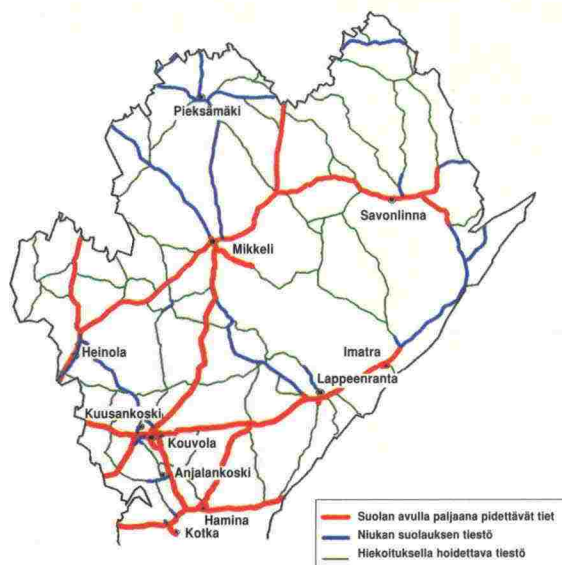 Pieksämäki
Savonlinna
Mikkeli
Imatra
Heinola
Lappeenranta
Kuusankoski
Kouvola
Anjalankoski
Hamina
Kotka
Suolan avulla paljaana pidettävät tiet
Niukan suolauksen tiestö
Hiekoituksella hoidettava tiestö